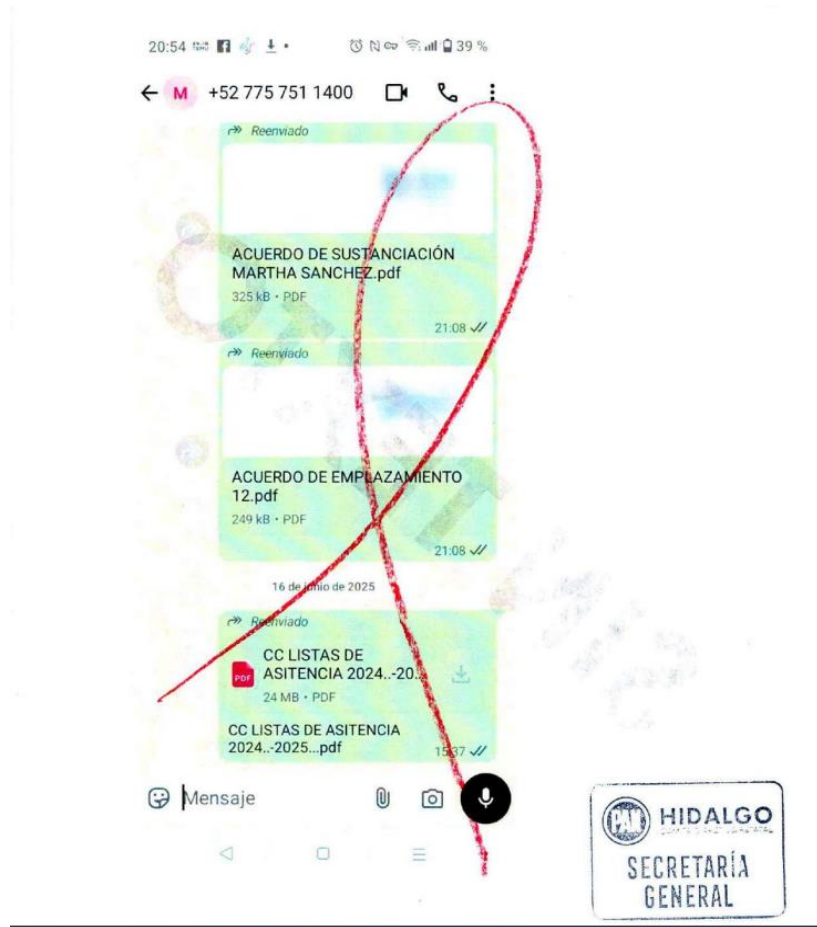 20:54
39 %
M +52 775 751 1400
Reenviado
ACUERDO DE SUSTANCIACIÓN
MARTHA SANCHEZ.pdf
325 kB • PDF
21:08
Reenviado
ACUERDO DE EMPLAZAMIENTO
12.pdf
249 kB • PDF
21:08
16 de junio de 2025
Reenviado
PDF
CC LISTAS DE
ASITENCIA 2024..-20..
24 MB • PDF
CC LISTAS DE ASITENCIA
2024..-2025...pdf
15:37
Mensaje
PAN HIDALGO
SECRETARÍA
GENERAL